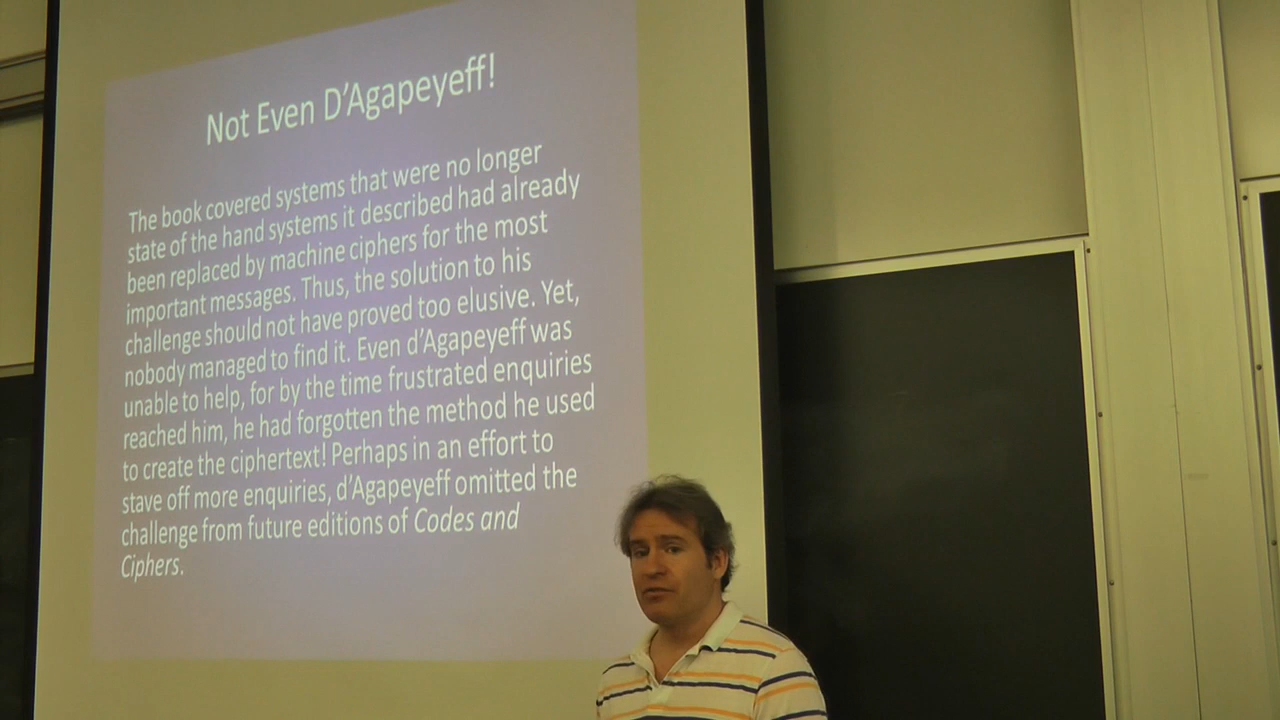 Not Even D'Agapeyeff!
The book covered systems that were no longer
state of the hand systems it described had already
been replaced by machine ciphers for the most
important messages. Thus, the solution to his
challenge should not have proved too elusive. Yet,
nobody managed to find it. Even d'Agapeyeff was
unable to help, for by the time frustrated enquiries
reached him, he had forgotten the method he used
to create the ciphertext! Perhaps in an effort to
stave off more enquiries, d'Agapeyeff omitted the
challenge from future editions of Codes and
Ciphers.